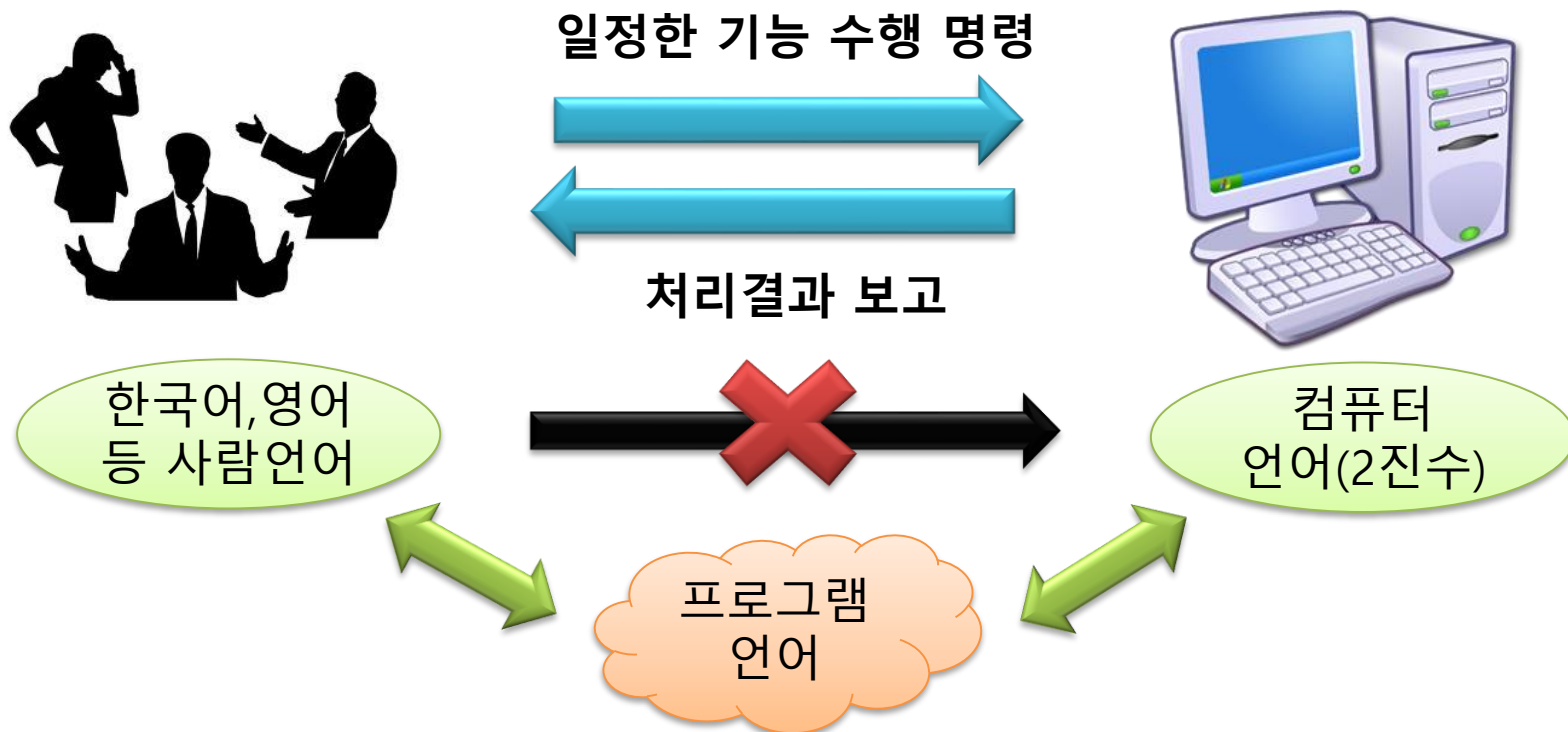 일정한 기능 수행 명령
처리결과 보고
한국어,영어
등 사람언어
컴퓨터
언어(2진수)
프로그램
언어